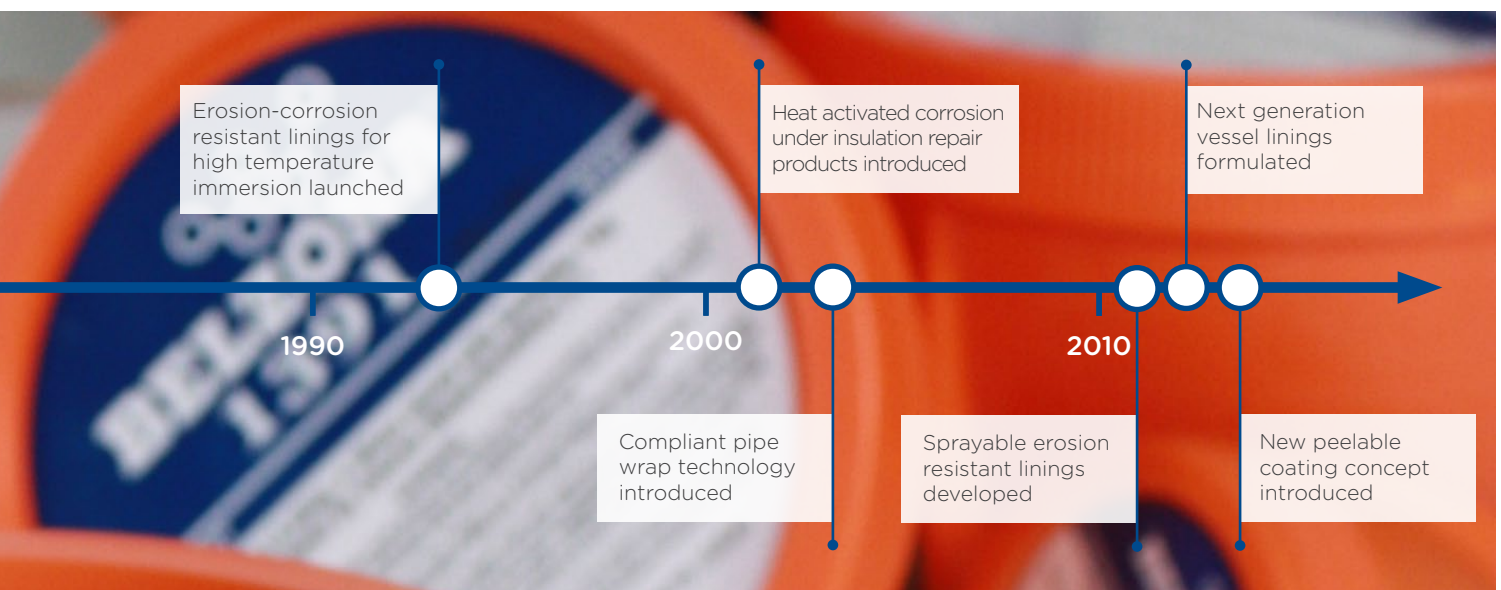 Erosion-corrosion
resistant linings for
high temperature
immersion launched
Heat activated corrosion
under insulation repair
products introduced
Next generation
vessel linings
formulated
BELZONA
1391
1990
2000
2010
Compliant pipe
wrap technology
introduced
Sprayable erosion
resistant linings
developed
New peelable
coating concept
introduced